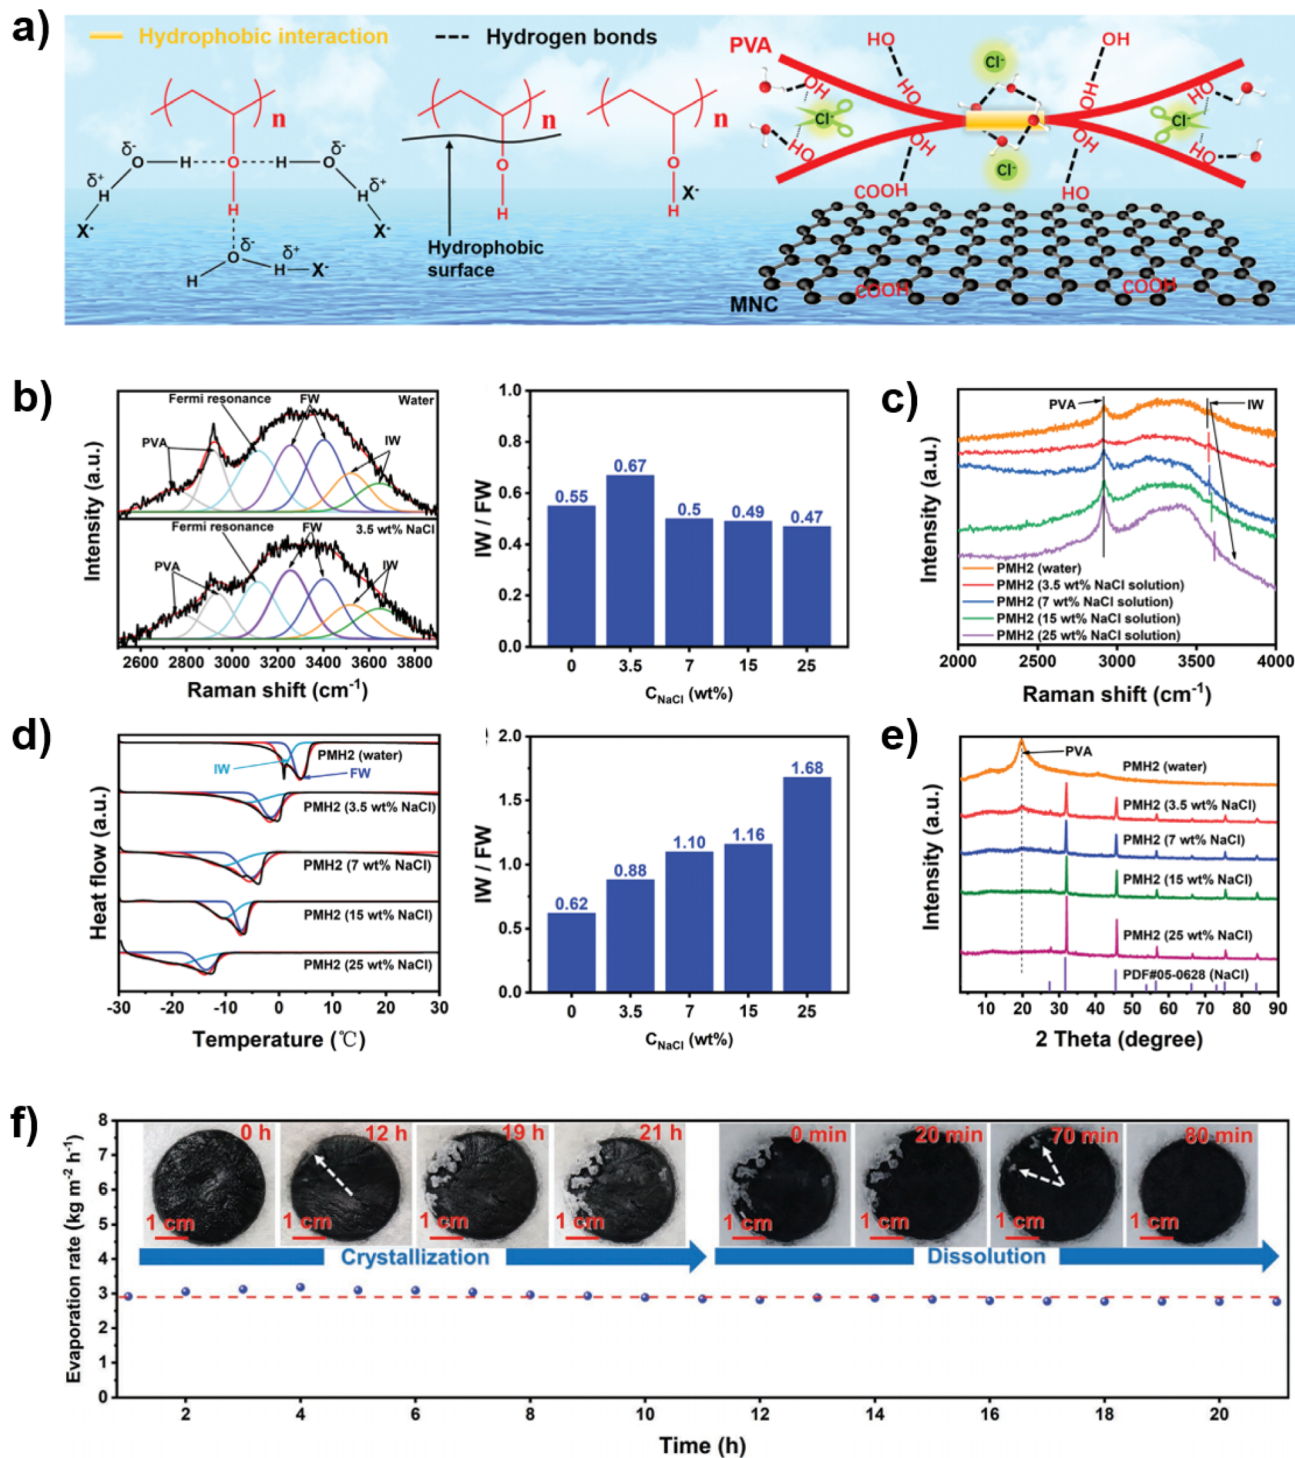 a)
Hydrophobic interaction
Hydrogen bonds
n
n
n
δ-
δ-
O
H
O
H
O
δ+
δ+
H
H
H
X-
X-
δ-
O
δ+
H
H
X-
O
H
Hydrophobic
surface
O
X-
H
PVA
HO
OH
Cl-
OH
HO
OH
HO
Cl-
Cl-
HO
OH
OH
HO
Cl-
COOH
HO
COOH
COOH
MNC
b)
Fermi resonance
FW
Water
PVA
IW
Fermi resonance
FW
3.5 wt% NaCl
PVA
IW
Intensity (a.u.)
2600 2800 3000 3200 3400 3600 3800
Raman shift (cm-1)
IW / FW
1.0
0.8
0.6
0.4
0.2
0.0
0.55
0.67
0.5
0.49
0.47
0 3.5 7 15 25
CNaCl (wt%)
c)
PVA
IW
Intensity (a.u.)
PMH2 (water)
PMH2 (3.5 wt% NaCl solution)
PMH2 (7 wt% NaCl solution)
PMH2 (15 wt% NaCl solution)
PMH2 (25 wt% NaCl solution)
2000 2500 3000 3500 4000
Raman shift (cm-1)
d)
Heat flow (a.u.)
PMH2 (water)
IW
FW
PMH2 (3.5 wt% NaCl)
PMH2 (7 wt% NaCl)
PMH2 (15 wt% NaCl)
PMH2 (25 wt% NaCl)
-30 -20 -10 0 10 20 30
Temperature (℃)
IW / FW
2.0
1.5
1.0
0.5
0.0
0.62
0.88
1.10
1.16
1.68
0 3.5 7 15 25
CNaCl (wt%)
e)
Intensity (a.u.)
PVA
PMH2 (water)
PMH2 (3.5 wt% NaCl)
PMH2 (7 wt% NaCl)
PMH2 (15 wt% NaCl)
PMH2 (25 wt% NaCl)
PDF#05-0628 (NaCl)
10 20 30 40 50 60 70 80 90
2 Theta (degree)
f)
Evaporation rate (kg m-2 h-1)
8
7
6
5
4
3
2
1
0
0 h
12 h
19 h
21 h
0 min
20 min
70 min
80 min
1 cm
1 cm
1 cm
1 cm
1 cm
1 cm
1 cm
1 cm
Crystallization
Dissolution
2 4 6 8 10 12 14 16 18 20
Time (h)